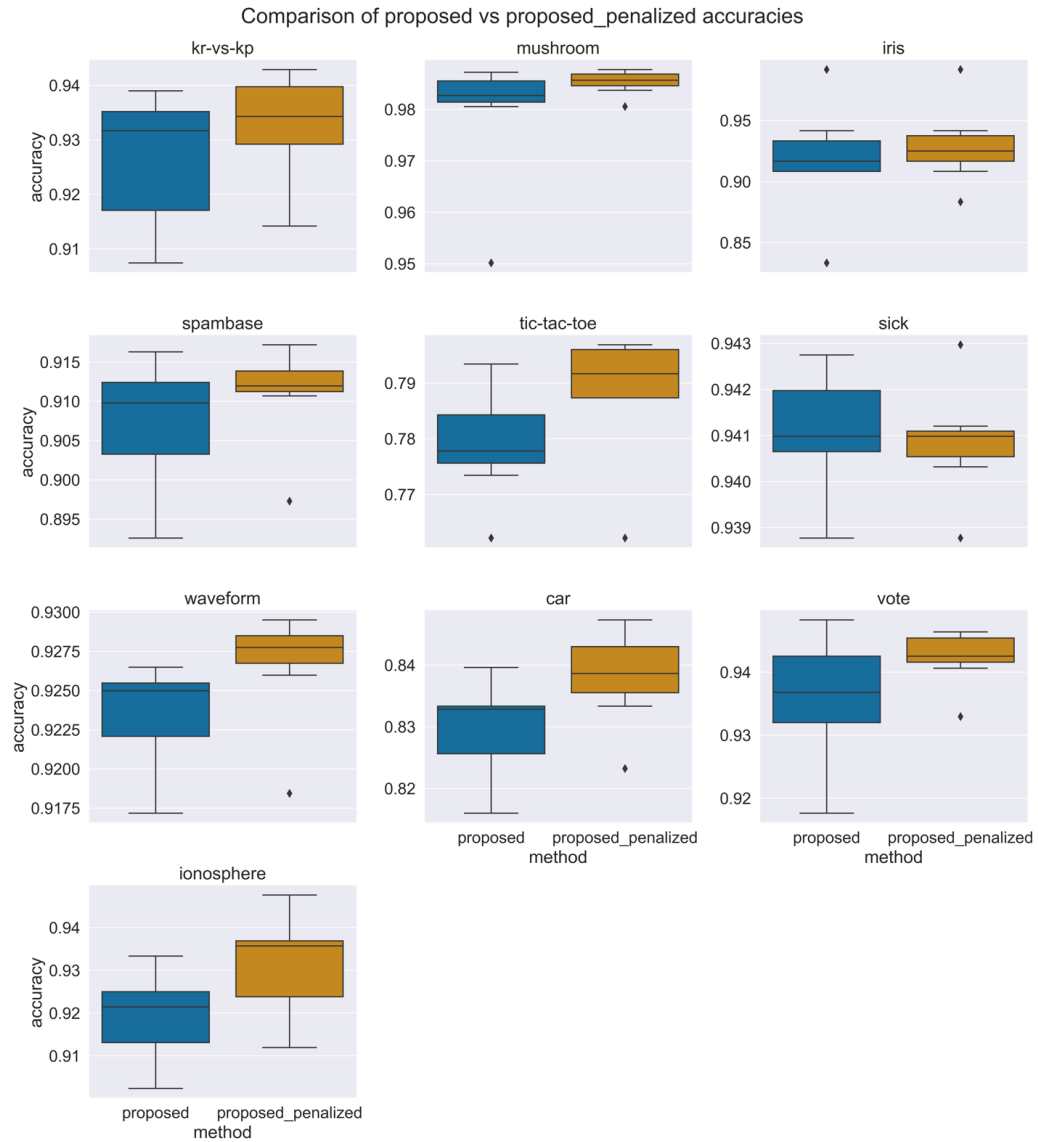 Comparison of proposed vs proposed_penalized accuracies
kr-vs-kp
0.94
0.93
0.92
0.91
accuracy
mushroom
0.98
0.97
0.96
0.95
iris
0.95
0.90
0.85
spambase
0.915
0.910
0.905
0.900
0.895
accuracy
tic-tac-toe
0.79
0.78
0.77
sick
0.943
0.942
0.941
0.940
0.939
waveform
0.9300
0.9275
0.9250
0.9225
0.9200
0.9175
accuracy
car
0.84
0.83
0.82
proposed proposed_penalized
method
vote
0.94
0.93
0.92
proposed proposed_penalized
method
ionosphere
0.94
0.93
0.92
0.91
accuracy
proposed proposed_penalized
method